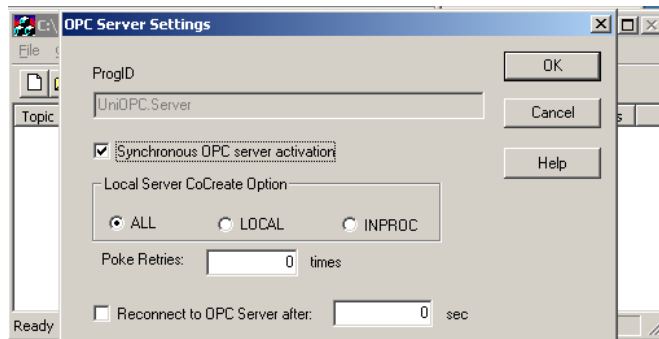 C:\ OPC Server Settings
File
ProgID
OK
UniOPC.Server
Topic
Cancel
Synchronous OPC server activation
Help
Local Server CoCreate Option
ALL LOCAL INPROC
Poke Retries: 0 times
Reconnect to OPC Server after: 0 sec
Ready